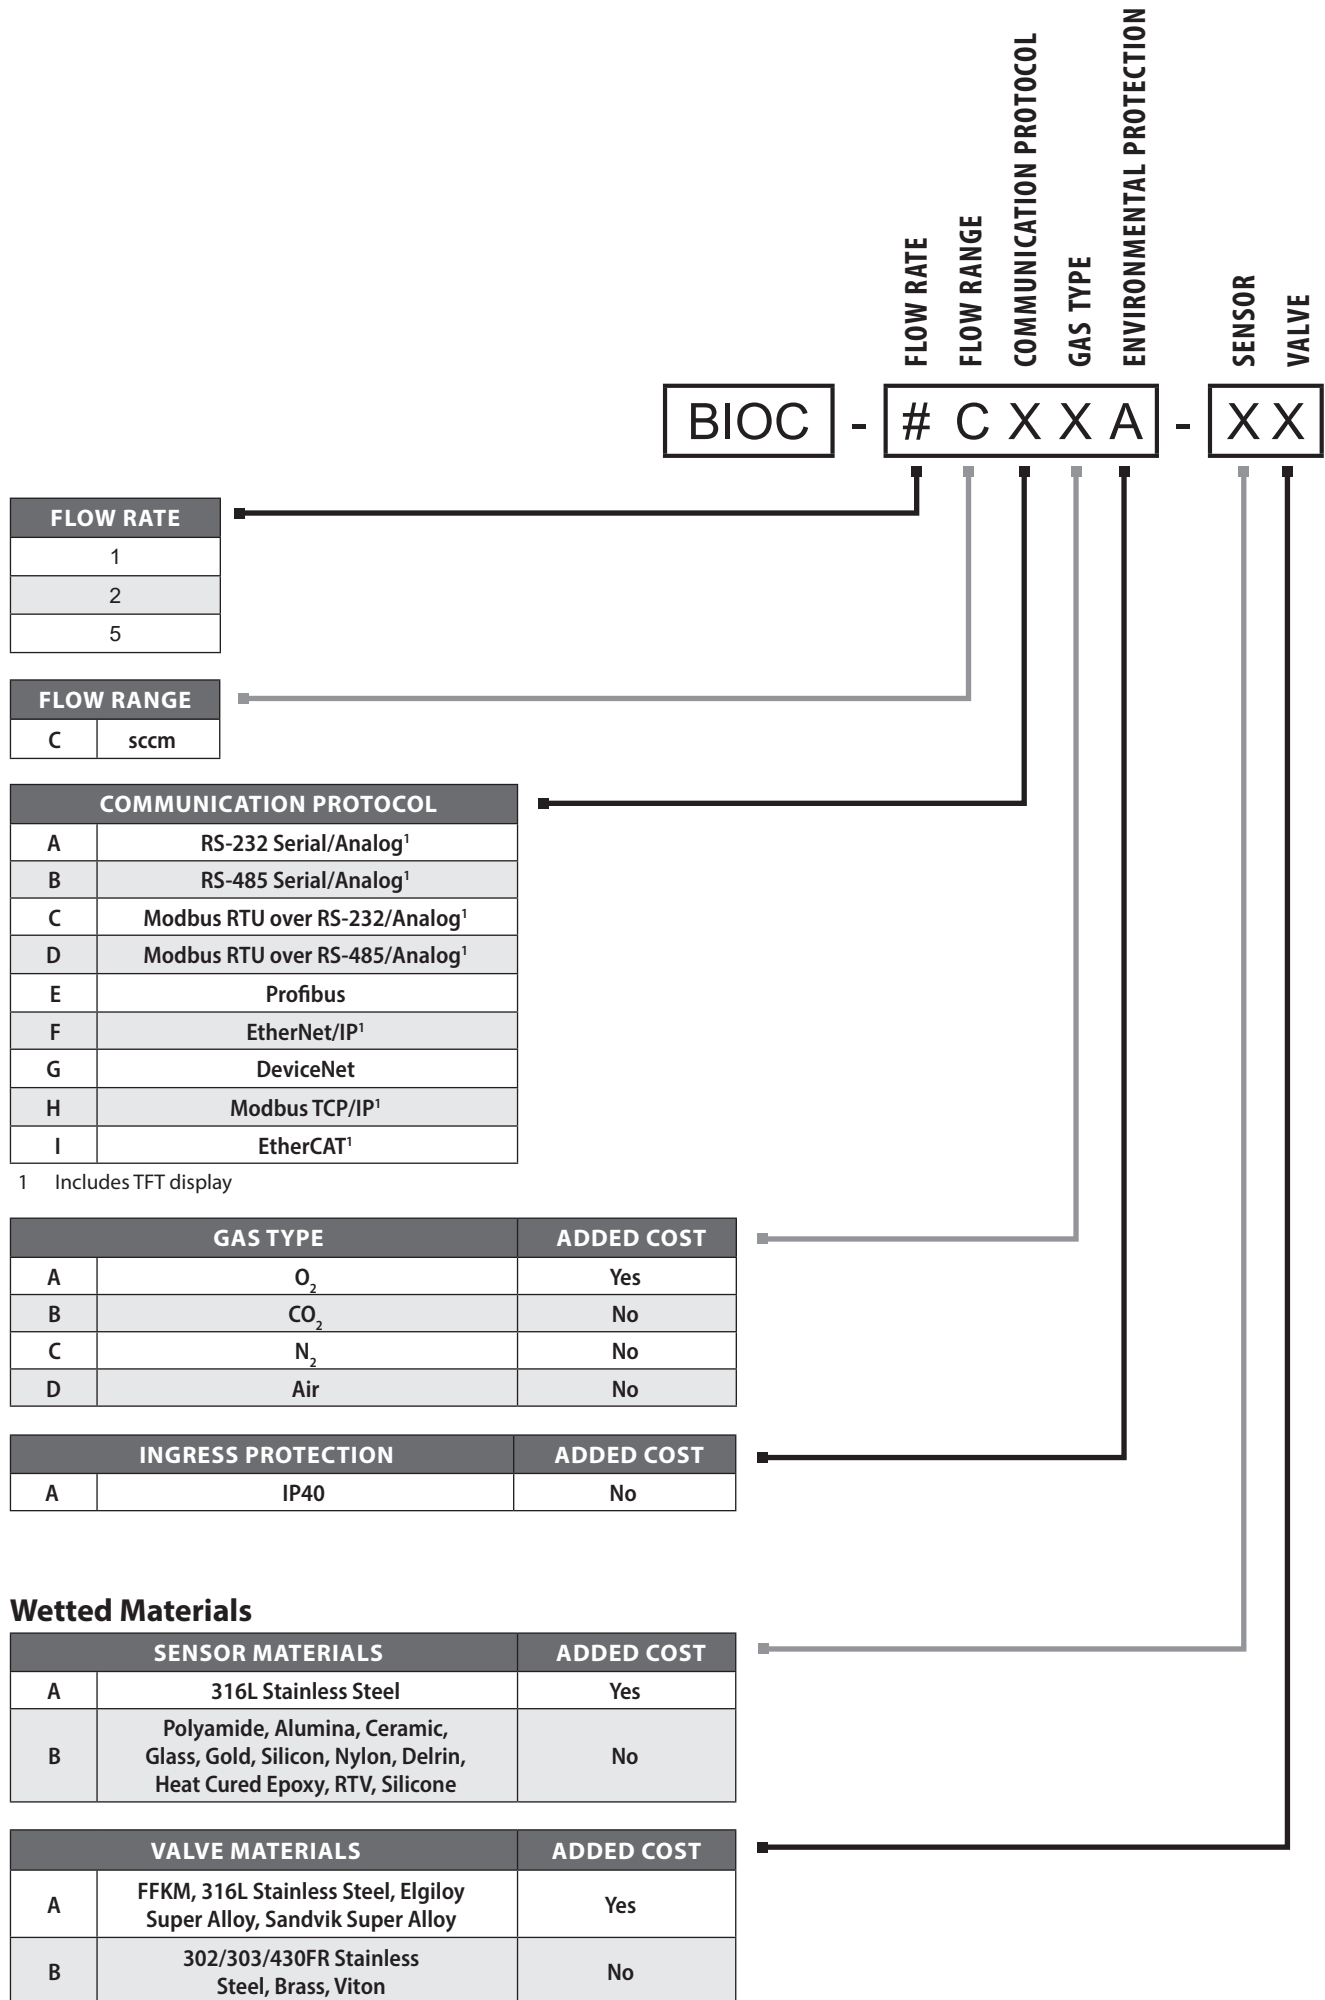 FLOW RATE
FLOW RANGE
COMMUNICATION PROTOCOL
GAS TYPE
ENVIRONMENTAL PROTECTION
SENSOR
VALVE
BIOC - # C X X A - X X
FLOW RATE
1
2
5
FLOW RANGE
C sccm
COMMUNICATION PROTOCOL
A RS-232 Serial/Analog¹
B RS-485 Serial/Analog¹
C Modbus RTU over RS-232/Analog¹
D Modbus RTU over RS-485/Analog¹
E Profibus
F EtherNet/IP¹
G DeviceNet
H Modbus TCP/IP¹
I EtherCAT¹
1 Includes TFT display
GAS TYPE ADDED COST
A O₂ Yes
B CO₂ No
C N₂ No
D Air No
INGRESS PROTECTION ADDED COST
A IP40 No
Wetted Materials
SENSOR MATERIALS ADDED COST
A 316L Stainless Steel Yes
Polyamide, Alumina, Ceramic,
B Glass, Gold, Silicon, Nylon, Delrin, No
Heat Cured Epoxy, RTV, Silicone
VALVE MATERIALS ADDED COST
A FFKM, 316L Stainless Steel, Elgiloy Yes
Super Alloy, Sandvik Super Alloy
B 302/303/430FR Stainless No
Steel, Brass, Viton